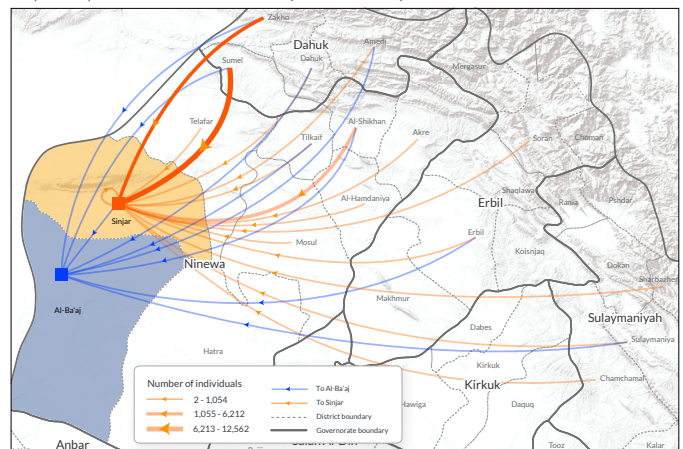 Zakho
Dahuk
Amedi
Sumel
Dahuk
Mergasur
Telafar
Tilkaif
Al-Shikhan
Akre
Soran
Choman
Shaqlawa
Rania
Pshdar
Al-Hamdaniya
Erbil
Sinjar
Erbil
Mosul
Koisnjaq
Ninewa
Dokan
Sharbazher
Al-Ba'aj
Makhmur
Sulaymaniyah
Dabes
Sulaymaniya
Hatra
Kirkuk
Kirkuk
Chamchamal
Number of individuals
2 - 1,054
1,055 - 6,212
6,213 - 12,562
To Al-Ba'aj
To Sinjar
District boundary
Governorate boundary
Hawiga
Daquq
Anbar
Tooz
Kalar